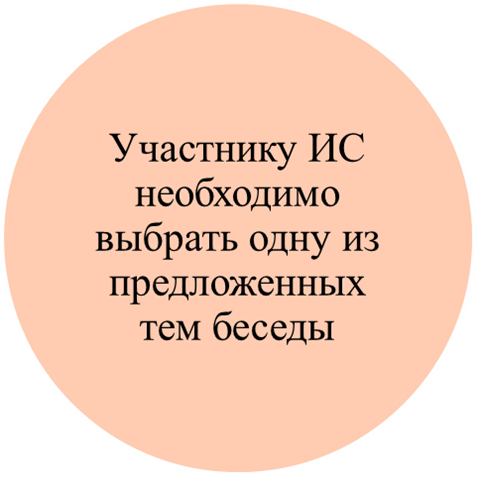 Участнику ИС
необходимо
выбрать одну из
предложенных
тем беседы